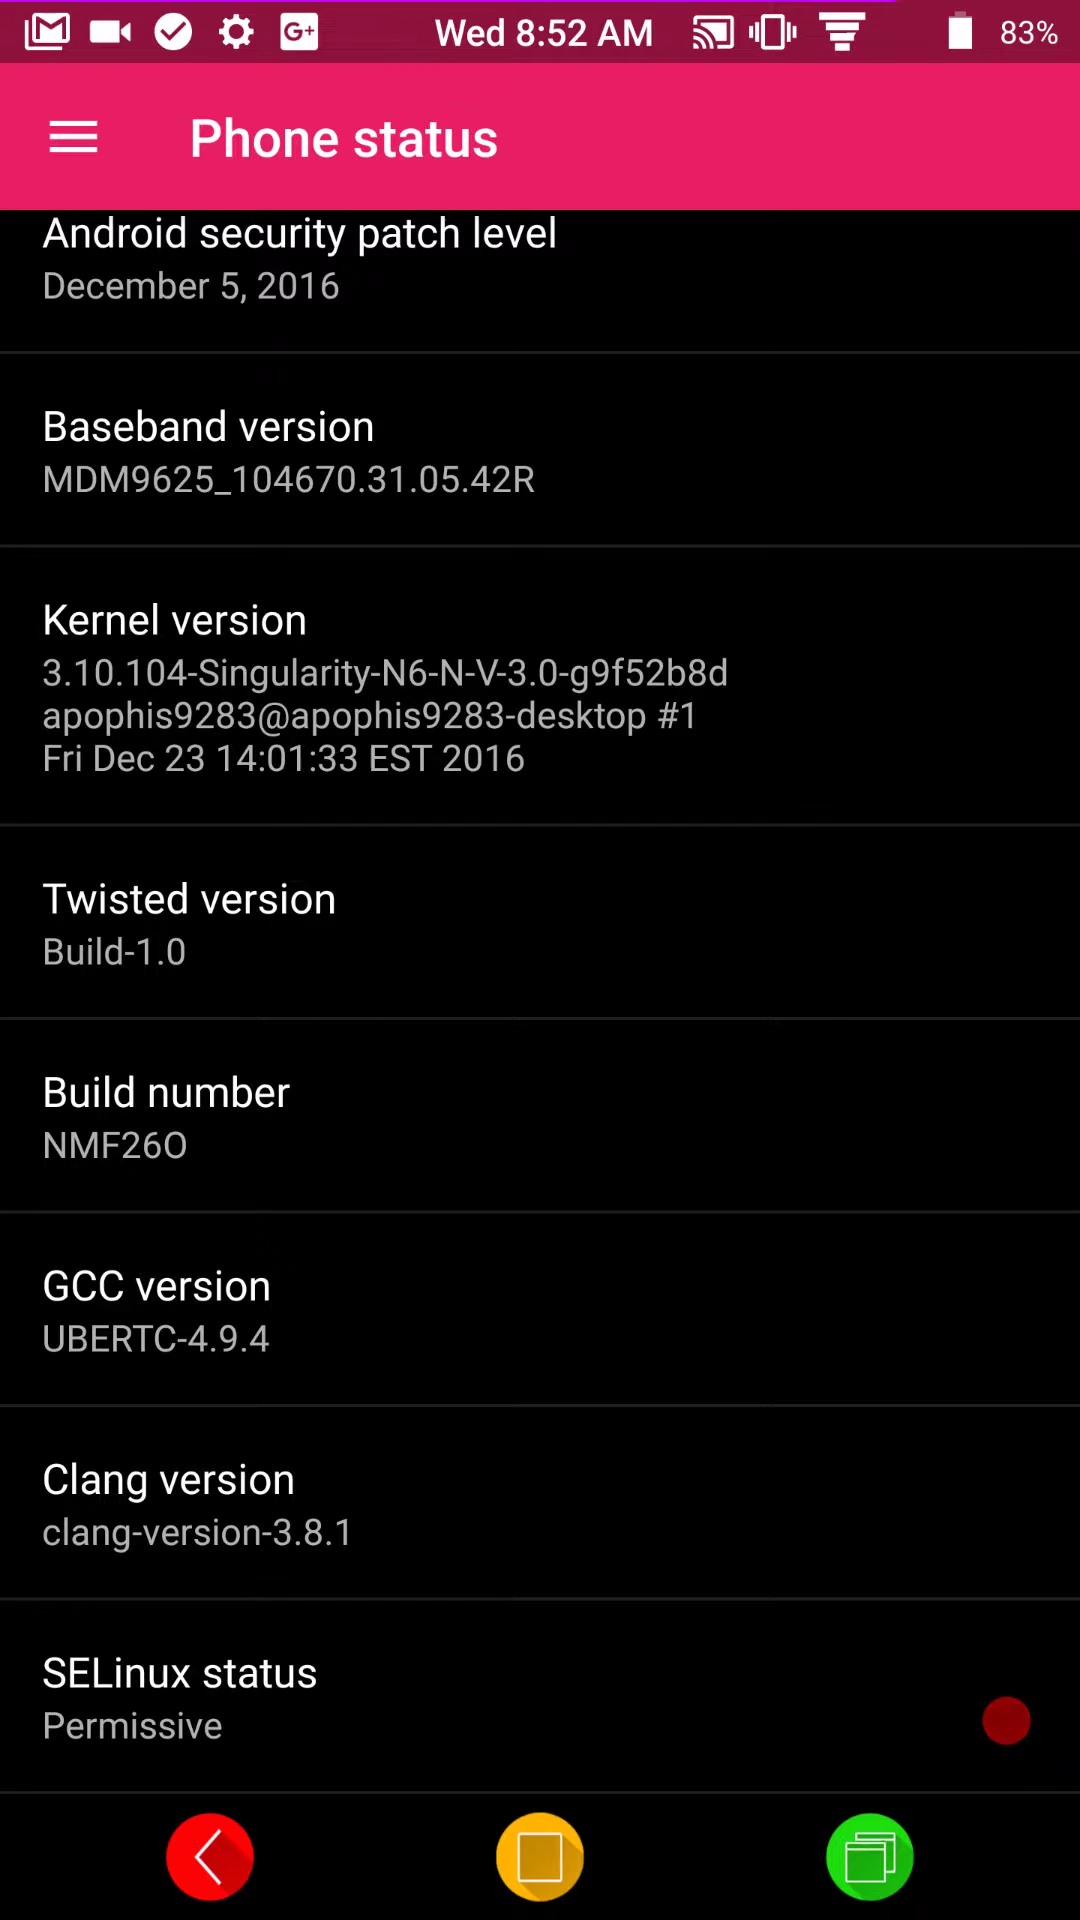 G+ Wed 8:52 AM 83%
Phone status
Android security patch level
December 5, 2016
Baseband version
MDM9625_104670.31.05.42R
Kernel version
3.10.104-Singularity-N6-N-V-3.0-g9f52b8d
apophis9283@apophis9283-desktop #1
Fri Dec 23 14:01:33 EST 2016
Twisted version
Build-1.0
Build number
NMF26O
GCC version
UBERTC-4.9.4
Clang version
clang-version-3.8.1
SELinux status
Permissive